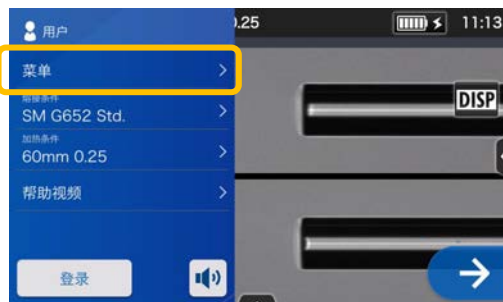 用户
.25
11:13
菜单
熔接条件
SM G652 Std.
加热条件
60mm 0.25
帮助视频
登录
DISP